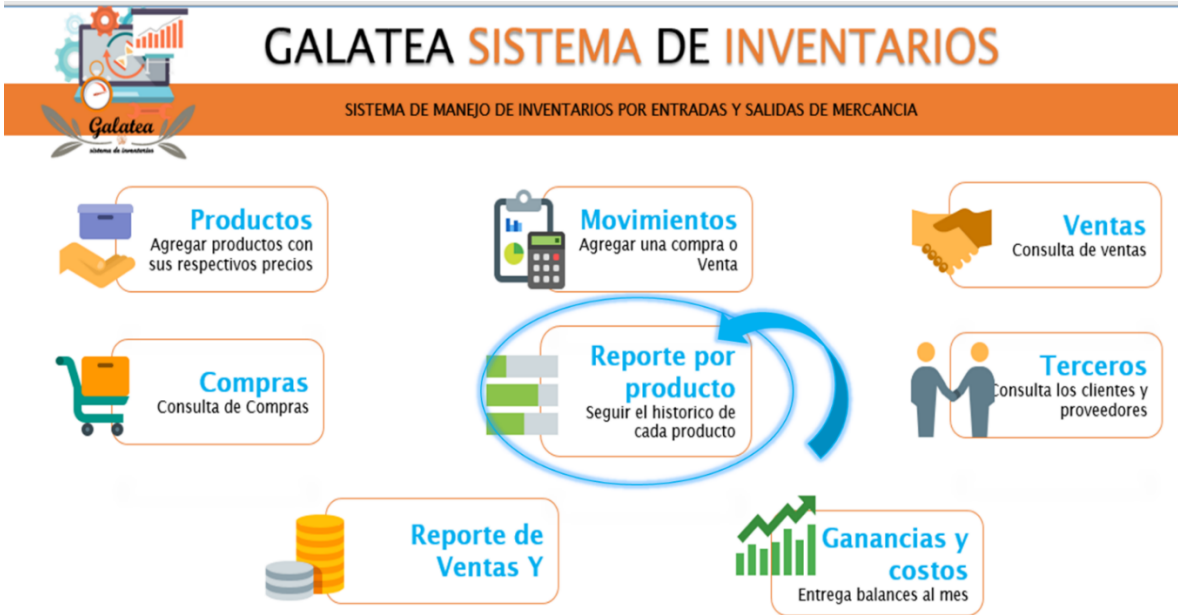 GALATEA SISTEMA DE INVENTARIOS
SISTEMA DE MANEJO DE INVENTARIOS POR ENTRADAS Y SALIDAS DE MERCANCIA
Galatea
sistema de inventarios
Productos
Agregar productos con
sus respectivos precios
Movimientos
Agregar una compra o
Venta
Ventas
Consulta de ventas
Compras
Consulta de Compras
Reporte por
producto
Seguir el historico de
cada producto
Terceros
Consulta los clientes y
proveedores
Reporte de
Ventas Y
Ganancias y
costos
Entrega balances al mes